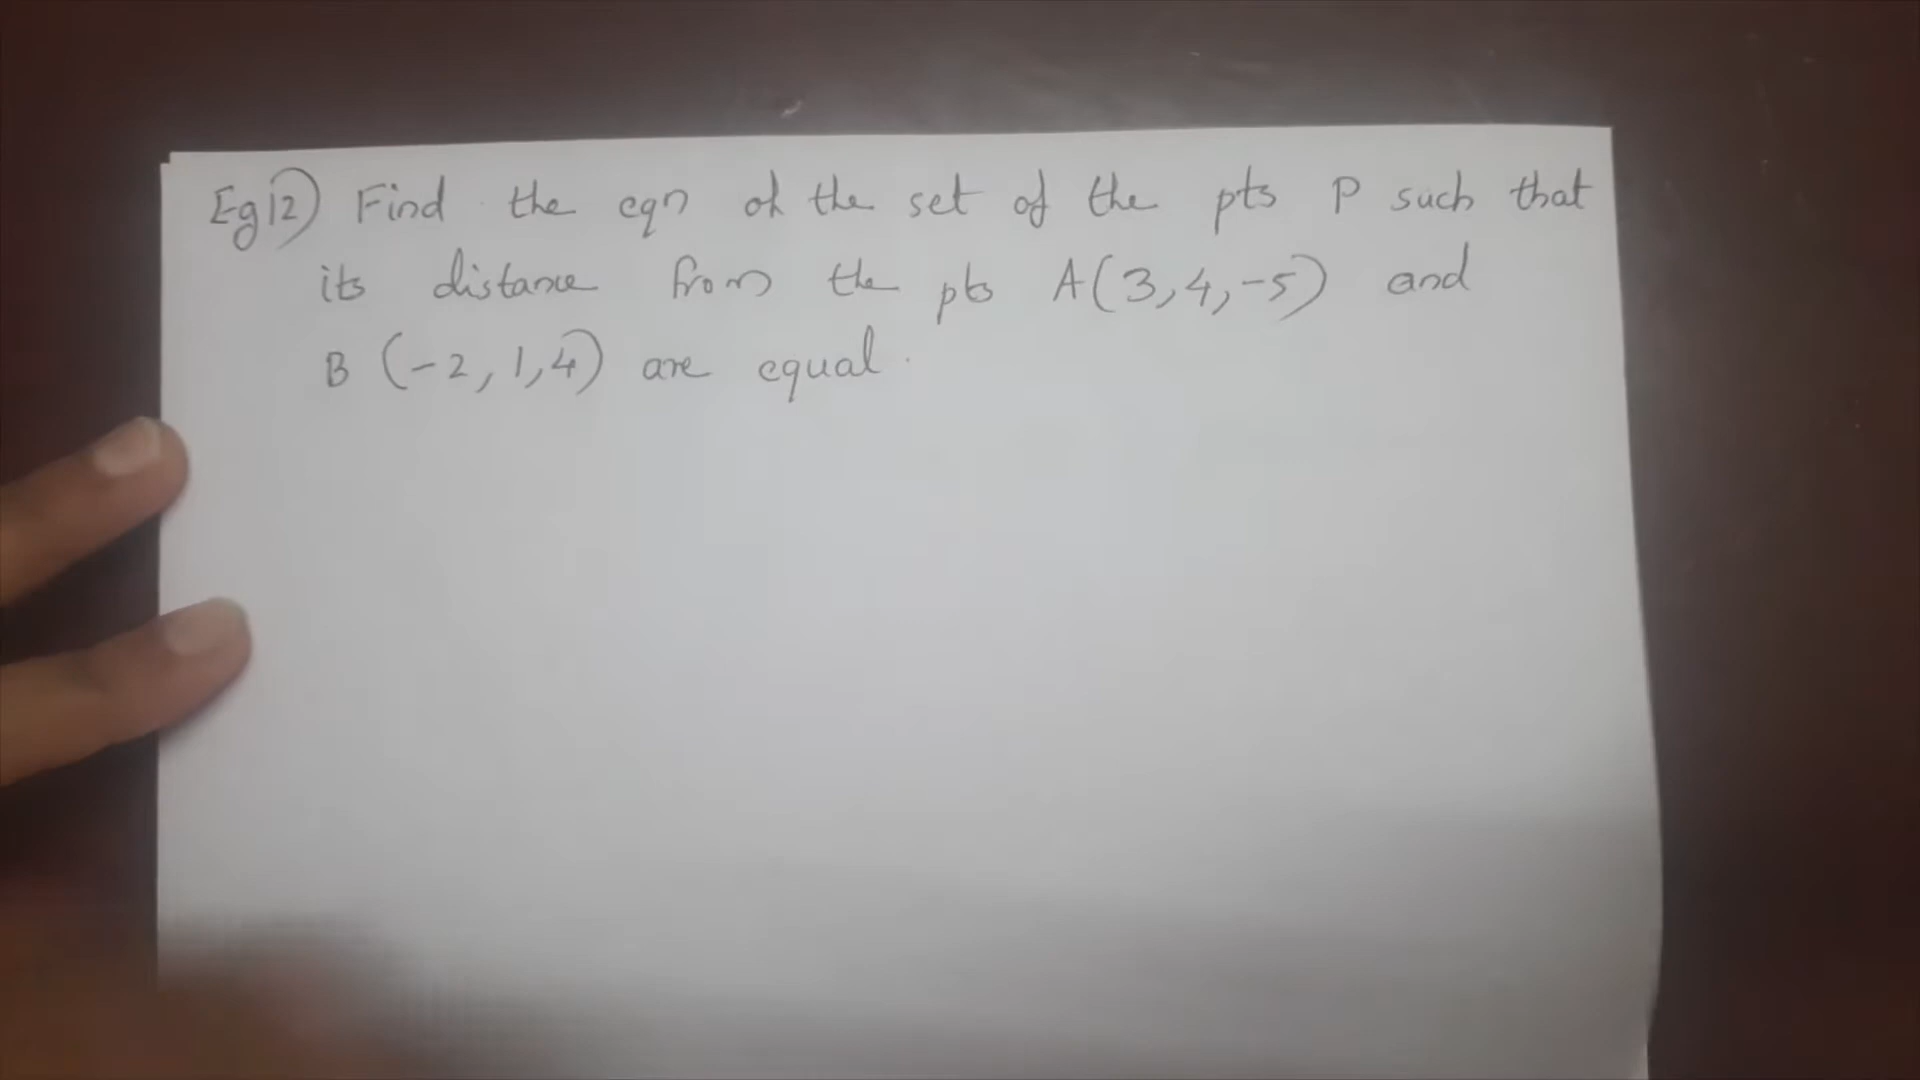 Eg 12) Find the eqn of the set of the pts P such that
its distance from the pts A(3,4,-5) and
B (-2,1,4) are equal.